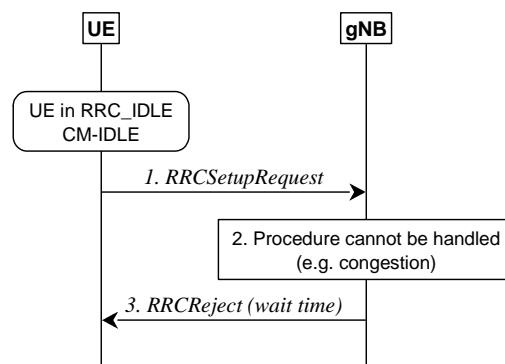 UE
gNB
UE in RRC_IDLE
CM-IDLE
1. RRCSetupRequest
2. Procedure cannot be handled
(e.g. congestion)
3. RRCReject (wait time)